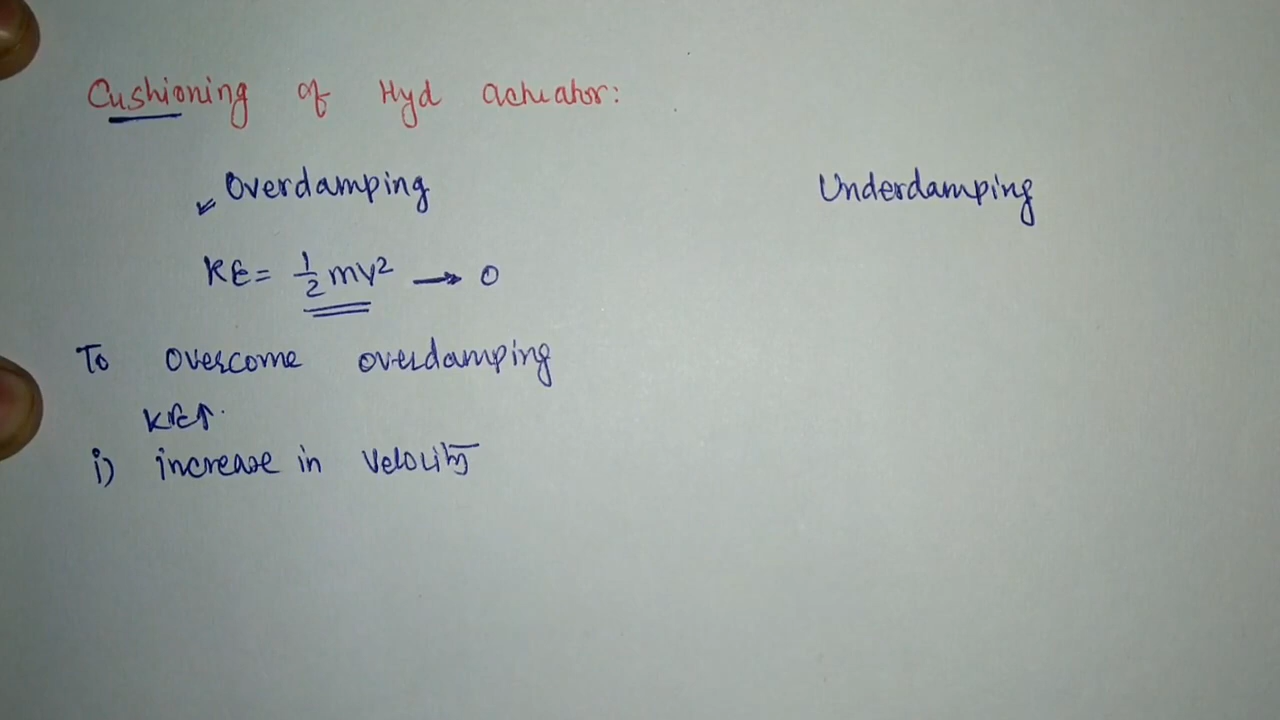 Cushioning of Hyd actuator:
Overdamping
Underdamping
KE = 1/2 mv² → 0
To overcome overdamping
KE↑
i) increase in velocity